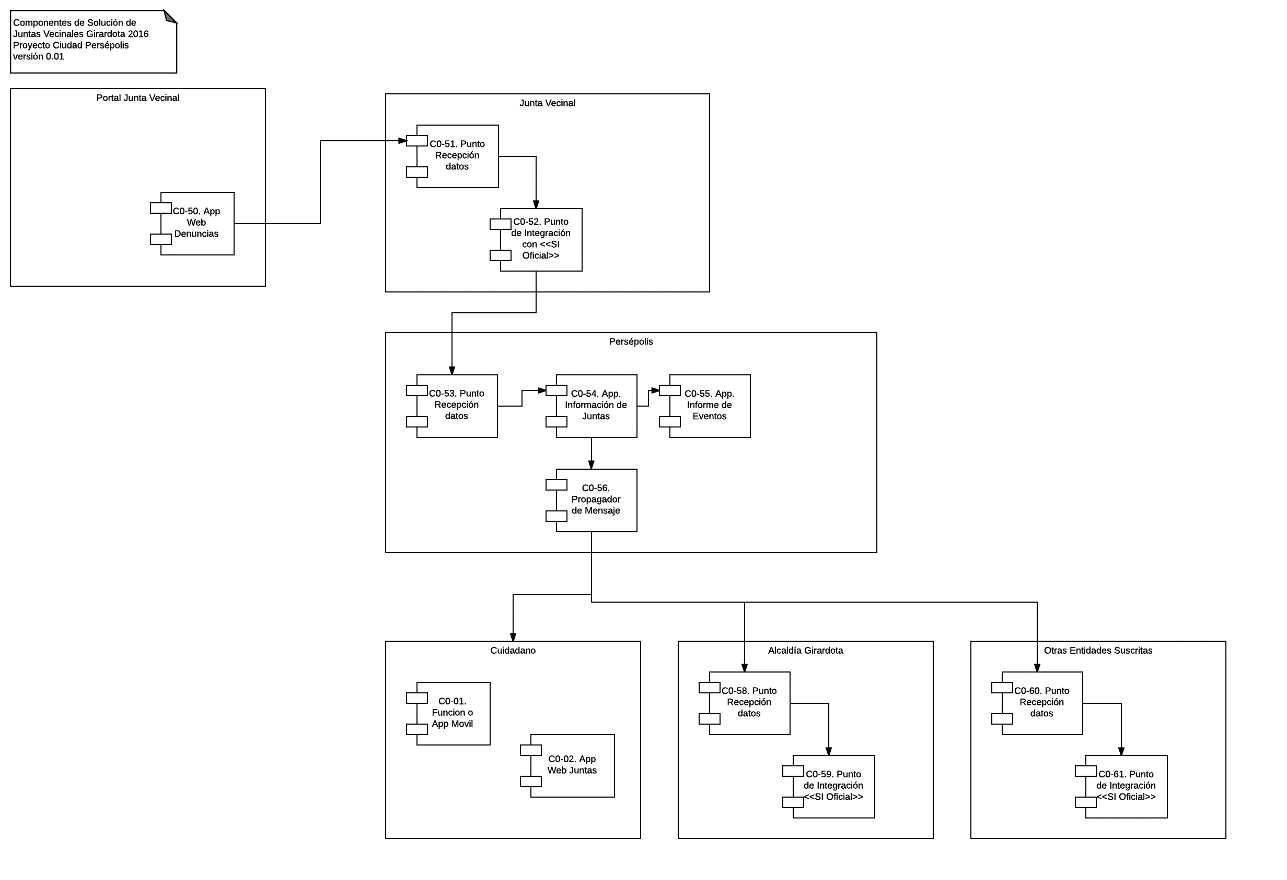 Componentes de Solución de
Juntas Vecinales Girardota 2016
Proyecto Ciudad Persépolis
versión 0.01
Portal Junta Vecinal
C0-50. App
Web
Denuncias
Junta Vecinal
C0-51. Punto
Recepción
datos
C0-52. Punto
de Integración
con <<SI
Oficial>>
Persépolis
C0-53. Punto
Recepción
datos
C0-54. App.
Información de
Juntas
C0-55. App.
Informe de
Eventos
C0-56.
Propagador
de Mensaje
Cuidadano
C0-01.
Funcion o
App Movil
C0-02. App
Web Juntas
Alcaldía Girardota
C0-58. Punto
Recepción
datos
C0-59. Punto
de Integración
<<SI Oficial>>
Otras Entidades Suscritas
C0-60. Punto
Recepción
datos
C0-61. Punto
de Integración
<<SI Oficial>>